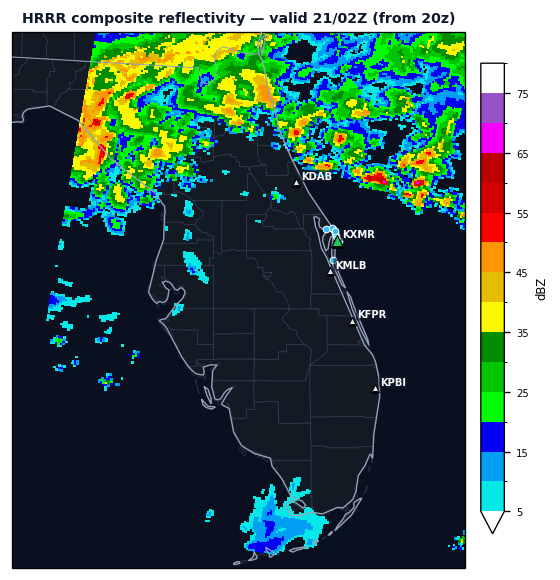 HRRR composite reflectivity — valid 21/02Z (from 20z)
KDAB
KXMR
KMLB
KFPR
KPBI
75
65
55
45
35
25
15
5
dBZ